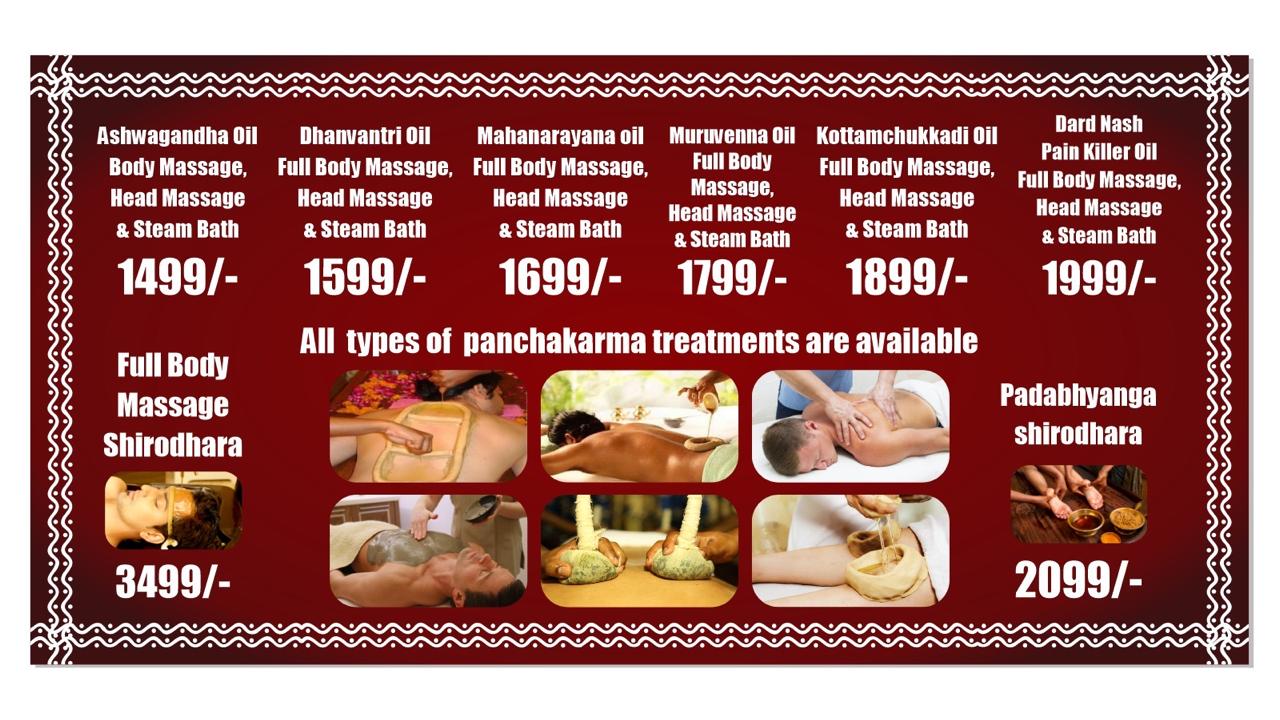 Ashwagandha Oil
Body Massage,
Head Massage
& Steam Bath
1499/-
Dhanvantri Oil
Full Body Massage,
Head Massage
& Steam Bath
1599/-
Mahanarayana oil
Full Body Massage,
Head Massage
& Steam Bath
1699/-
Muruvenna Oil
Full Body
Massage,
Head Massage
& Steam Bath
1799/-
Kottamchukkadi Oil
Full Body Massage,
Head Massage
& Steam Bath
1899/-
Dard Nash
Pain Killer Oil
Full Body Massage,
Head Massage
& Steam Bath
1999/-
All types of panchakarma treatments are available
Full Body
Massage
Shirodhara
3499/-
Padabhyanga
shirodhara
2099/-